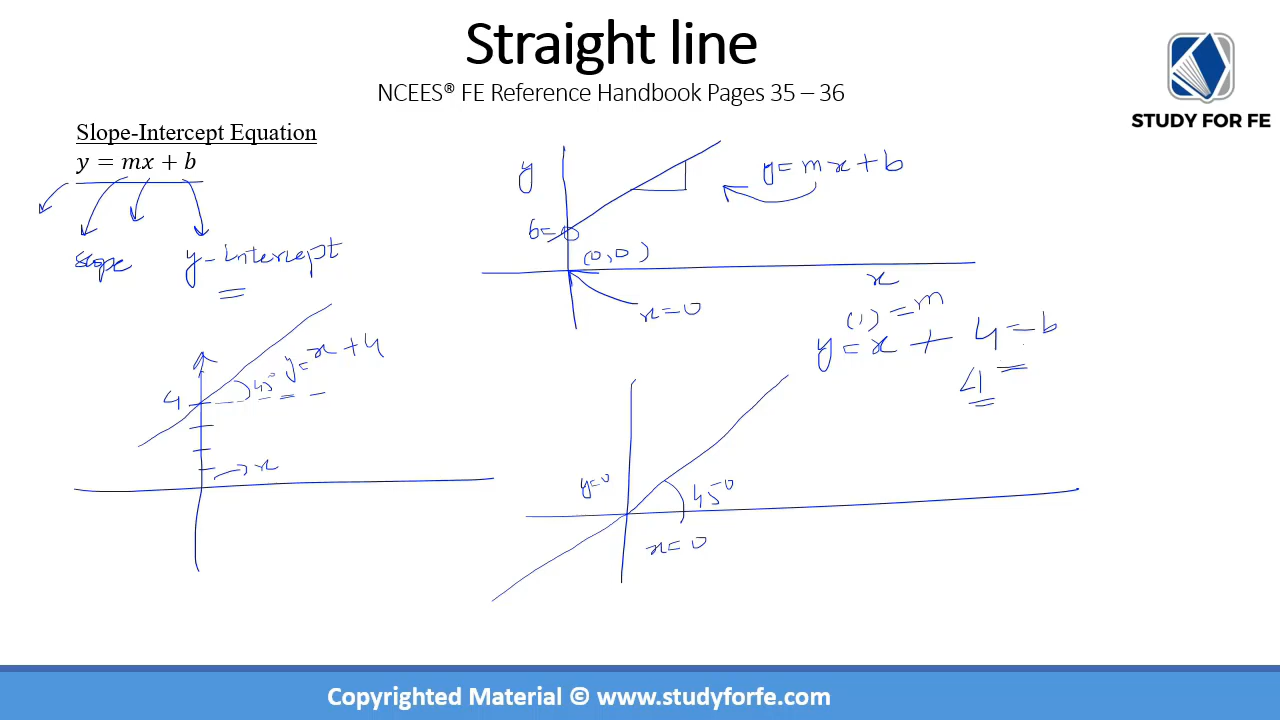 Straight line
NCEES® FE Reference Handbook Pages 35 – 36
STUDY FOR FE
Slope-Intercept Equation
y = mx + b
slope
y-Intercept
y
y = mx + b
b =
(0,0)
x
x = 0
(1) = m
y = x + 4 = b
4
y = x + 4
45°
4
x
y=0
45°
x = 0
Copyrighted Material © www.studyforfe.com